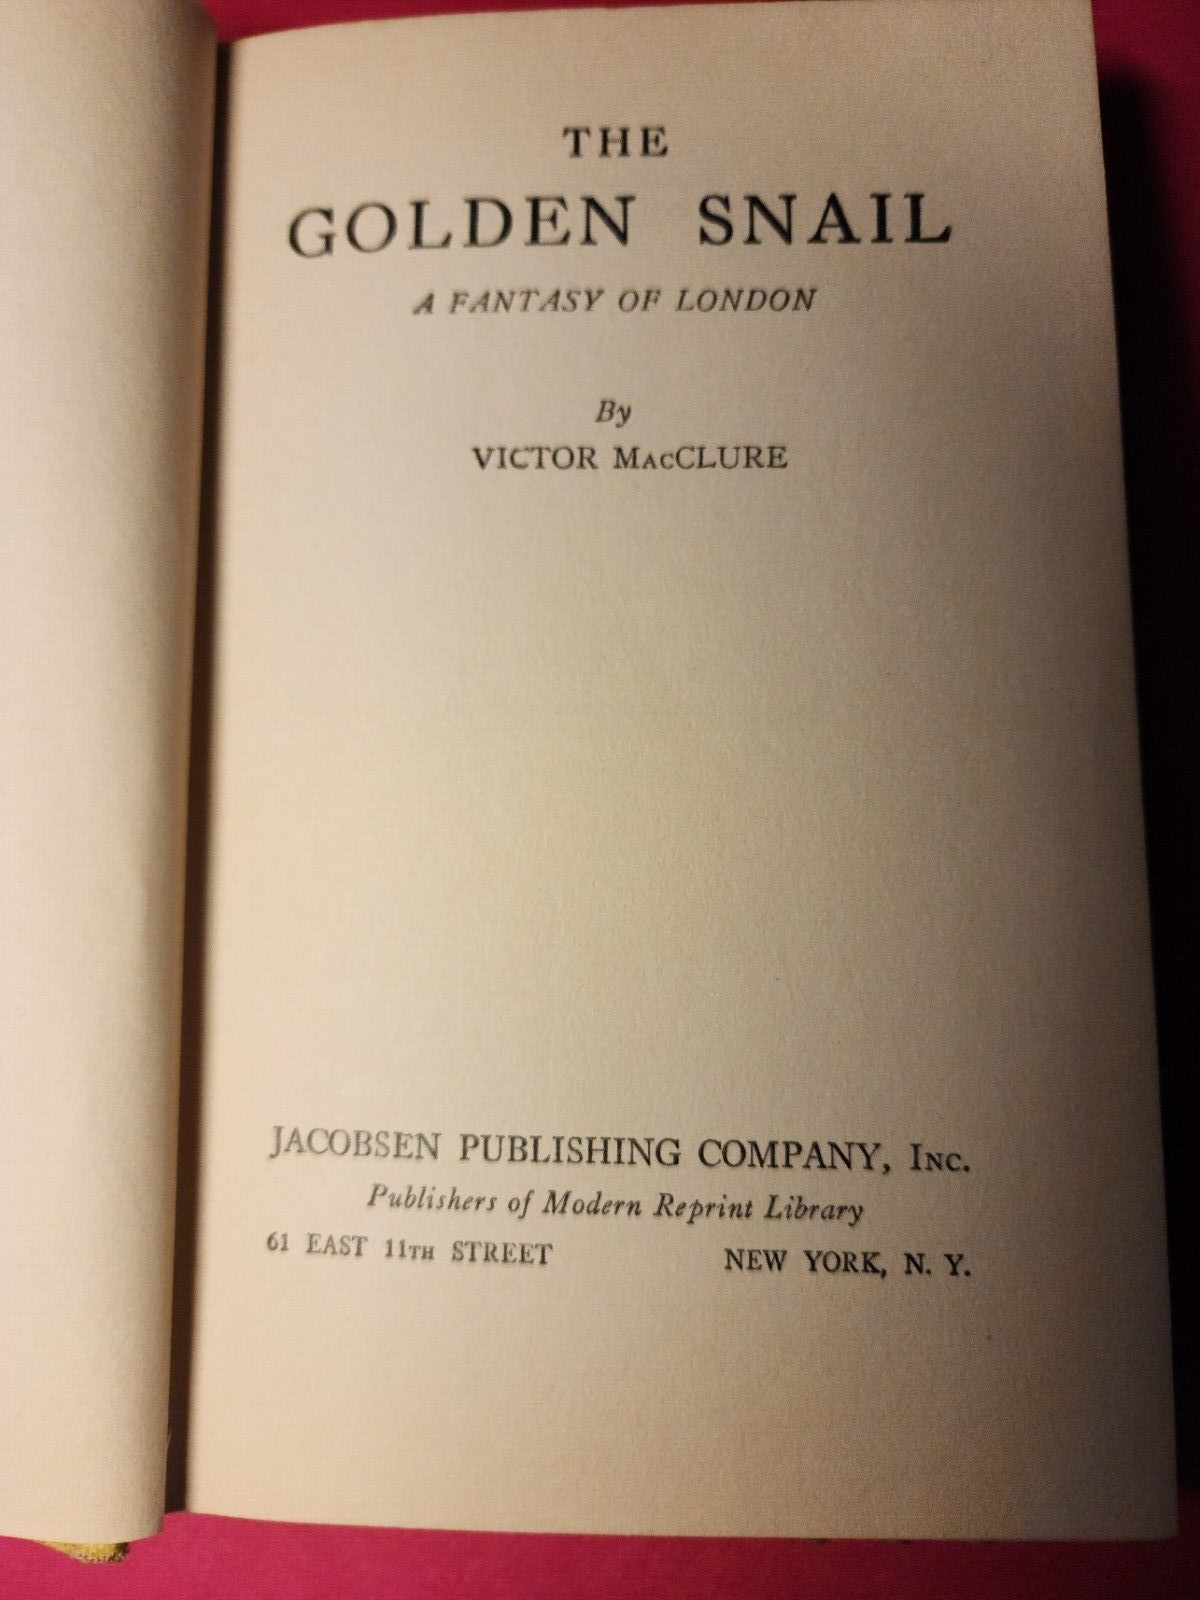 THE
GOLDEN SNAIL
A FANTASY OF LONDON
By
VICTOR MacCLURE
JACOBSEN PUBLISHING COMPANY, Inc.
Publishers of Modern Reprint Library
61 EAST 11TH STREET NEW YORK, N. Y.